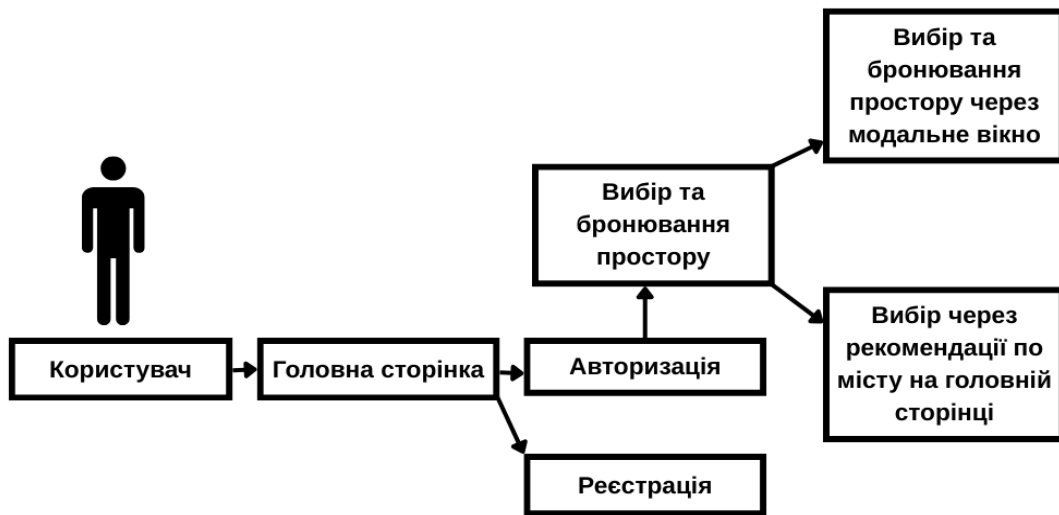 Вибір та
бронювання
простору через
модальне вікно
Вибір та
бронювання
простору
Користувач
Головна сторінка
Авторизація
Вибір через
рекомендації по
місту на головній
сторінці
Реєстрація